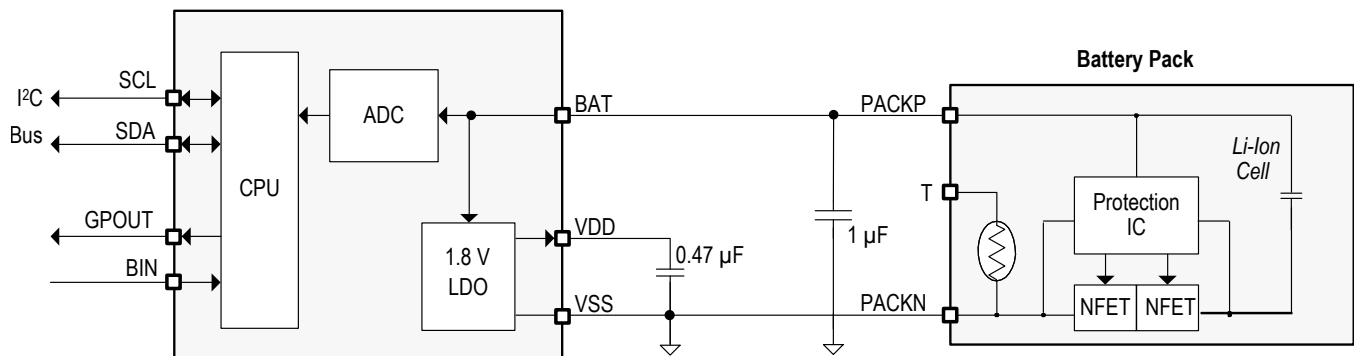 Battery Pack
SCL
I²C
BAT
PACKP
ADC
SDA
Bus
Li-Ion
Cell
CPU
T
Protection
IC
GPOUT
VDD
1 µF
1.8 V
LDO
0.47 µF
BIN
VSS
PACKN
NFET
NFET